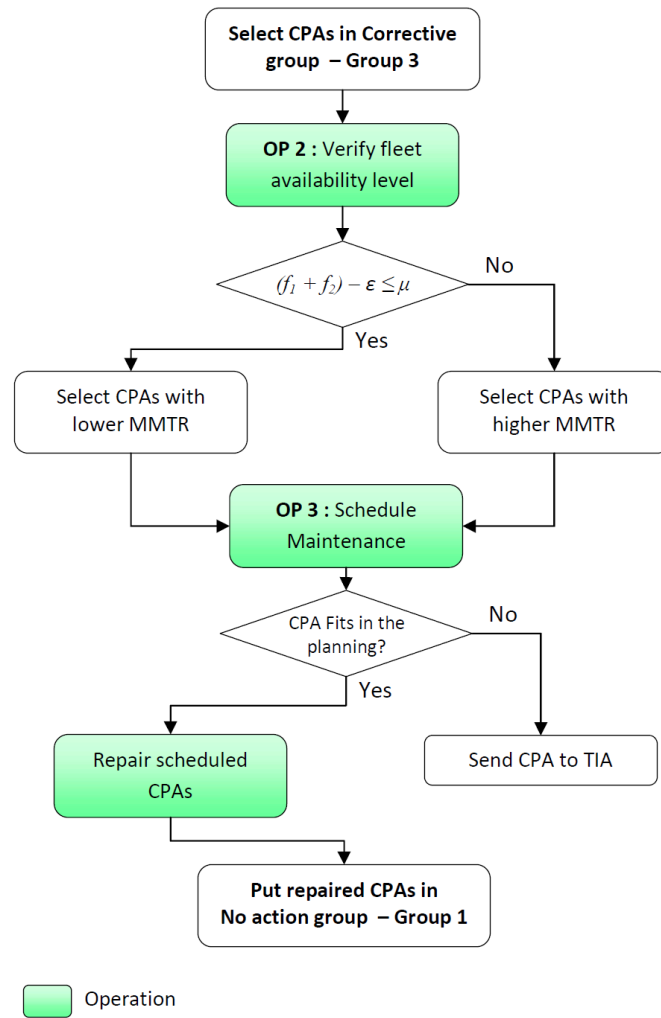 Select CPAs in Corrective
group – Group 3
OP 2 : Verify fleet
availability level
(f₁ + f₂) – ε ≤ μ
No
Yes
Select CPAs with
lower MMTR
Select CPAs with
higher MMTR
OP 3 : Schedule
Maintenance
CPA Fits in the
planning?
No
Yes
Repair scheduled
CPAs
Send CPA to TIA
Put repaired CPAs in
No action group – Group 1
Operation